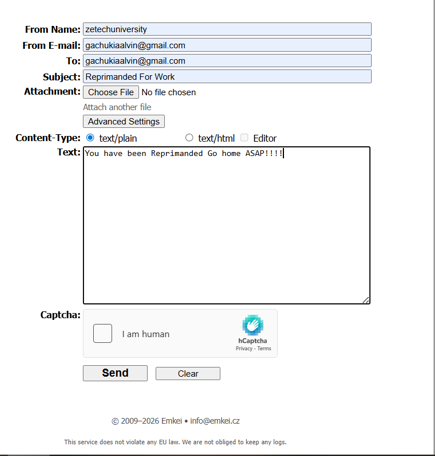 From Name: zetechuniversity
From E-mail: gachukiaalvin@gmail.com
To: gachukiaalvin@gmail.com
Subject: Reprimanded For Work
Attachment: Choose File No file chosen
Attach another file
Advanced Settings
Content-Type: text/plain text/html Editor
Text: You have been Reprimanded Go home ASAP!!!!
Captcha:
I am human
hCaptcha
Privacy - Terms
Send Clear
© 2009–2026 Emkei • info@emkei.cz
This service does not violate any EU law. We are not obliged to keep any logs.